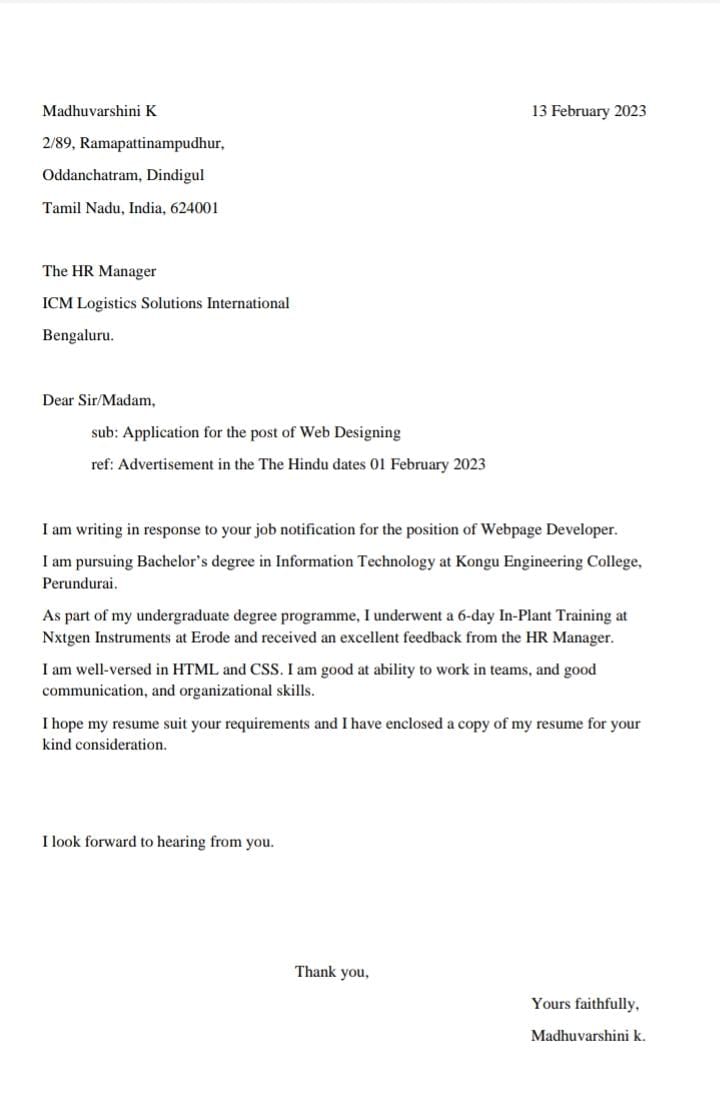 Madhuvarshini K 13 February 2023
2/89, Ramapattinampudhur,
Oddanchatram, Dindigul
Tamil Nadu, India, 624001
The HR Manager
ICM Logistics Solutions International
Bengaluru.
Dear Sir/Madam,
sub: Application for the post of Web Designing
ref: Advertisement in the The Hindu dates 01 February 2023
I am writing in response to your job notification for the position of Webpage Developer.
I am pursuing Bachelor’s degree in Information Technology at Kongu Engineering College,
Perundurai.
As part of my undergraduate degree programme, I underwent a 6-day In-Plant Training at
Nxtgen Instruments at Erode and received an excellent feedback from the HR Manager.
I am well-versed in HTML and CSS. I am good at ability to work in teams, and good
communication, and organizational skills.
I hope my resume suit your requirements and I have enclosed a copy of my resume for your
kind consideration.
I look forward to hearing from you.
Thank you,
Yours faithfully,
Madhuvarshini k.